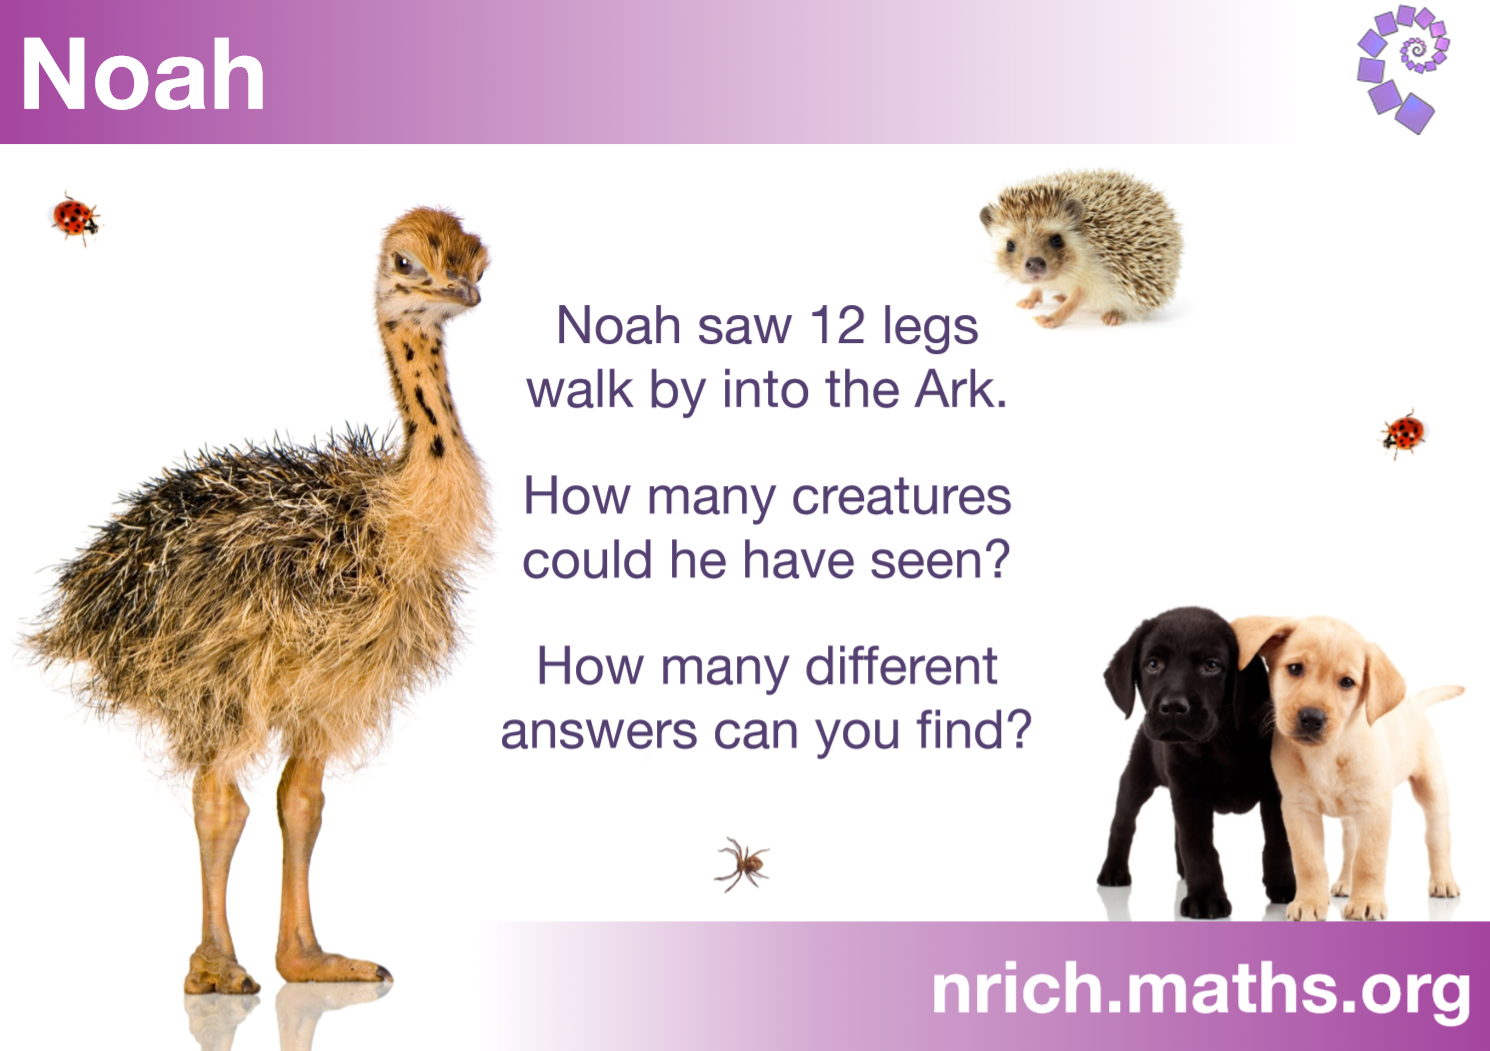 Noah
Noah saw 12 legs
walk by into the Ark.
How many creatures
could he have seen?
How many different
answers can you find?
nrich.maths.org